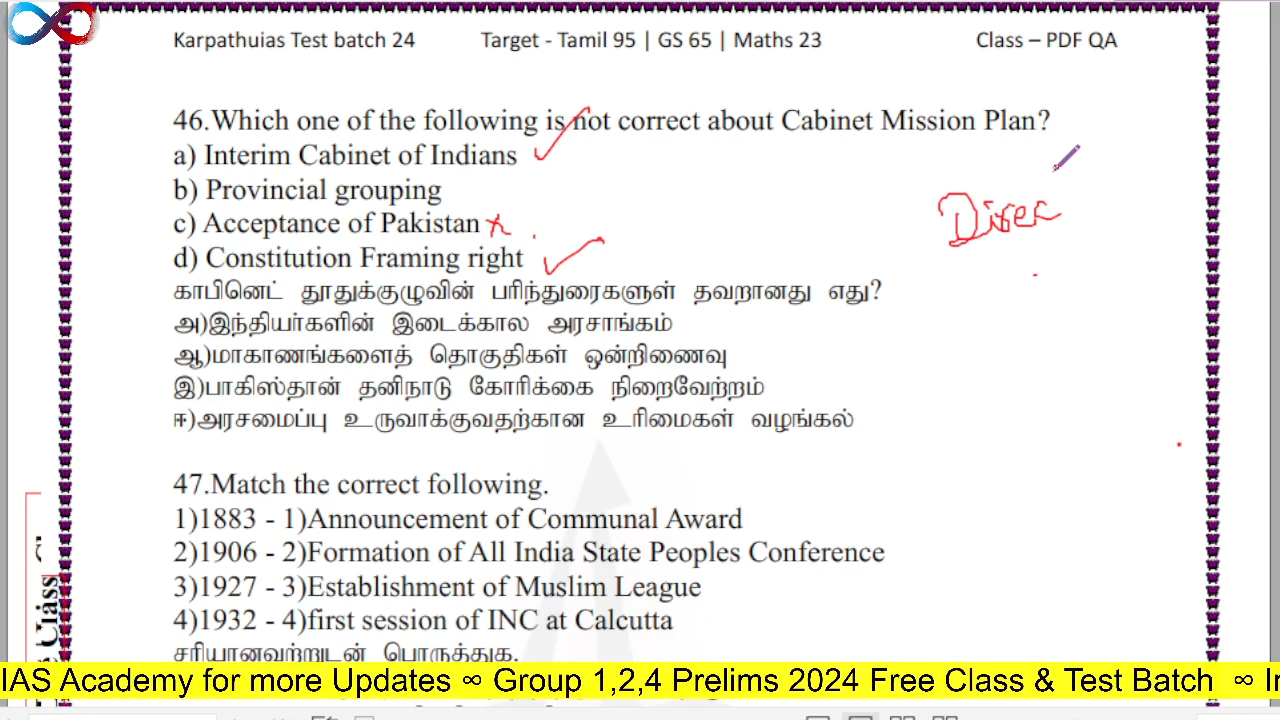 Karpathuias Test batch 24 Target - Tamil 95 | GS 65 | Maths 23 Class – PDF QA
46.Which one of the following is not correct about Cabinet Mission Plan?
a) Interim Cabinet of Indians
b) Provincial grouping
Direc
c) Acceptance of Pakistan
d) Constitution Framing right
காபினெட் தூதுக்குழுவின் பரிந்துரைகளுள் தவறானது எது?
அ)இந்தியர்களின் இடைக்கால அரசாங்கம்
ஆ)மாகாணங்களைத் தொகுதிகள் ஒன்றிணைவு
இ)பாகிஸ்தான் தனிநாடு கோரிக்கை நிறைவேற்றம்
ஈ)அரசமைப்பு உருவாக்குவதற்கான உரிமைகள் வழங்கல்
47.Match the correct following.
1)1883 - 1)Announcement of Communal Award
2)1906 - 2)Formation of All India State Peoples Conference
3)1927 - 3)Establishment of Muslim League
4)1932 - 4)first session of INC at Calcutta
சரியானவற்றுடன் பொருத்துக.
IAS Academy for more Updates ∞ Group 1,2,4 Prelims 2024 Free Class & Test Batch ∞ In